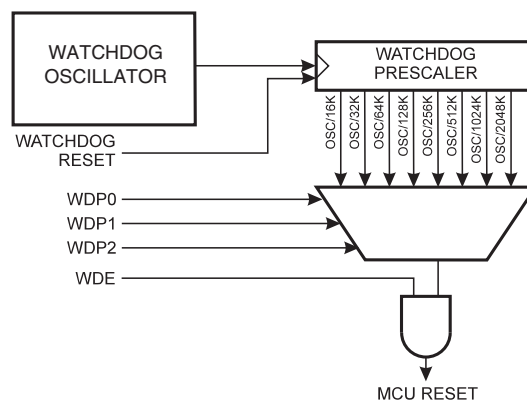 WATCHDOG
OSCILLATOR
WATCHDOG
PRESCALER
WATCHDOG
RESET
OSC/16K
OSC/32K
OSC/64K
OSC/128K
OSC/256K
OSC/512K
OSC/1024K
OSC/2048K
WDP0
WDP1
WDP2
WDE
MCU RESET